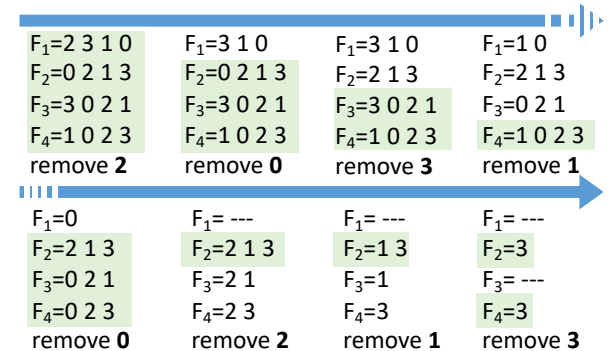 F₁=2 3 1 0 F₁=3 1 0 F₁=3 1 0 F₁=1 0
F₂=0 2 1 3 F₂=0 2 1 3 F₂=2 1 3 F₂=2 1 3
F₃=3 0 2 1 F₃=3 0 2 1 F₃=3 0 2 1 F₃=0 2 1
F₄=1 0 2 3 F₄=1 0 2 3 F₄=1 0 2 3 F₄=1 0 2 3
remove 2 remove 0 remove 3 remove 1
F₁=0 F₁= --- F₁= --- F₁= ---
F₂=2 1 3 F₂=2 1 3 F₂=1 3 F₂=3
F₃=0 2 1 F₃=2 1 F₃=1 F₃= ---
F₄=0 2 3 F₄=2 3 F₄=3 F₄=3
remove 0 remove 2 remove 1 remove 3